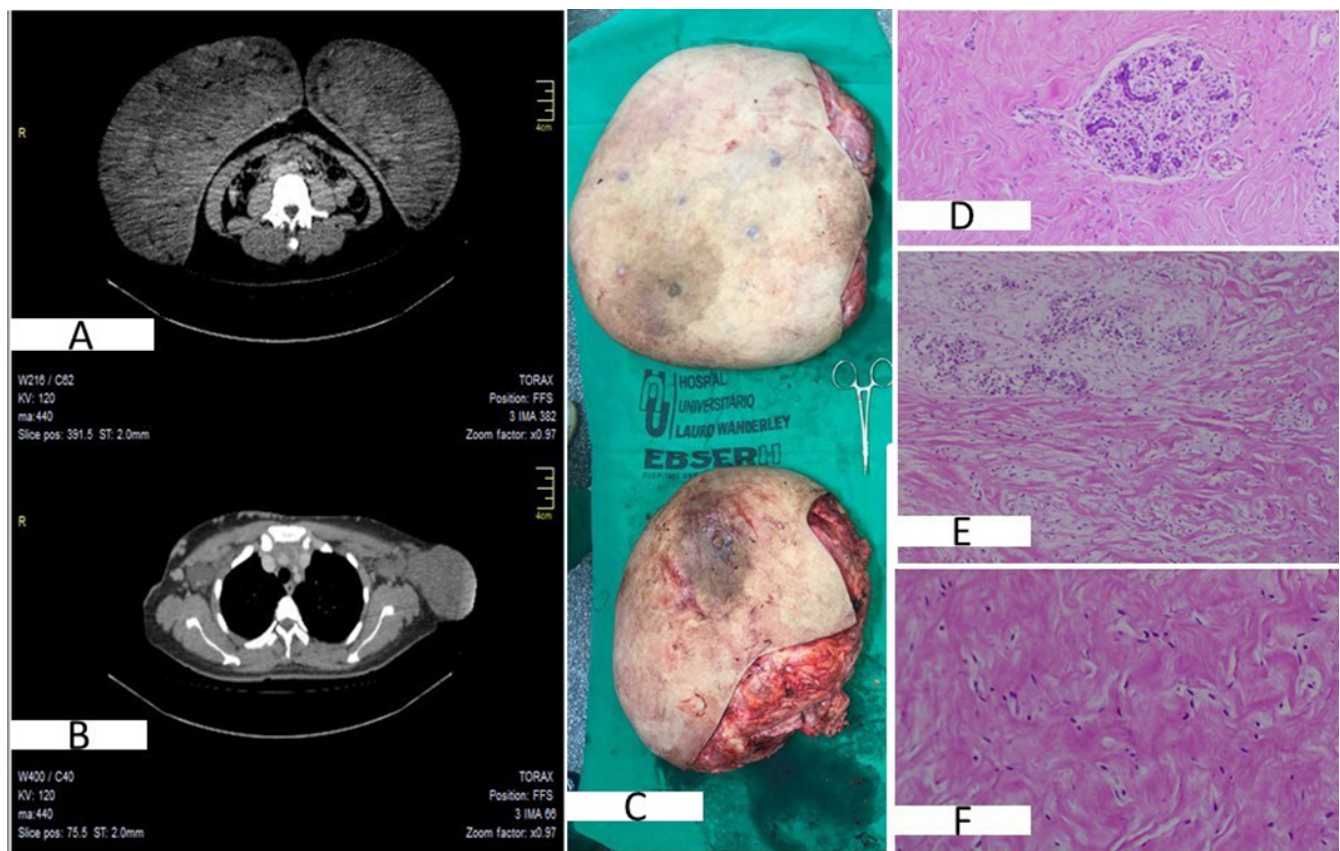 R
4cm
A
W216 / C62
KV: 120
ma:440
Slice pos: 391.5 ST: 2.0mm
TORAX
Position: FFS
3 IMA 382
Zoom factor: x0.97
R
4cm
B
W400 / C40
KV: 120
ma:440
Slice pos: 75.5 ST: 2.0mm
TORAX
Position: FFS
3 IMA 66
Zoom factor: x0.97
HOSPITAL
UNIVERSITÁRIO
LAURO WANDERLEY
EBSERH
C
D
E
F